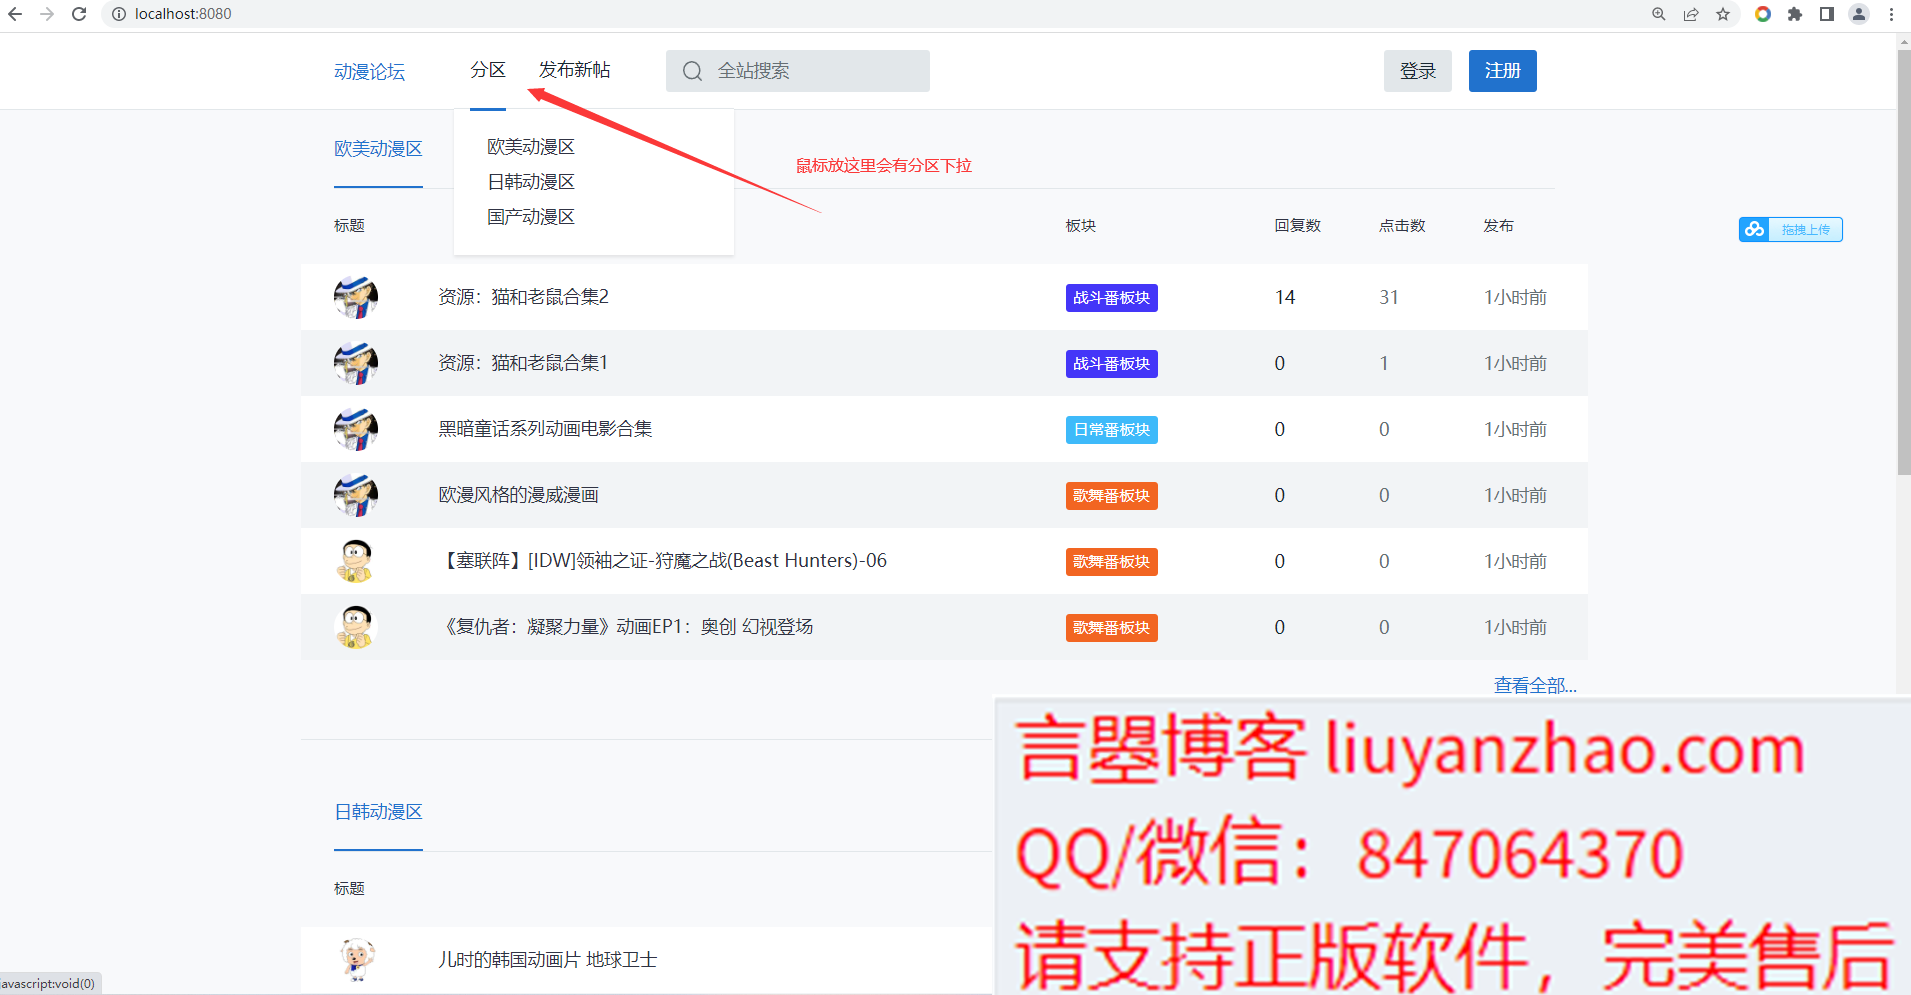 localhost:8080
动漫论坛 分区 发布新帖 全站搜索 登录 注册
欧美动漫区
欧美动漫区
日韩动漫区
国产动漫区
鼠标放这里会有分区下拉
标题 板块 回复数 点击数 发布
拖拽上传
资源：猫和老鼠合集2 战斗番板块 14 31 1小时前
资源：猫和老鼠合集1 战斗番板块 0 1 1小时前
黑暗童话系列动画电影合集 日常番板块 0 0 1小时前
欧漫风格的漫威漫画 歌舞番板块 0 0 1小时前
【塞联阵】[IDW]领袖之证-狩魔之战(Beast Hunters)-06 歌舞番板块 0 0 1小时前
《复仇者：凝聚力量》动画EP1：奥创 幻视登场 歌舞番板块 0 0 1小时前
查看全部...
言曌博客 liuyanzhao.com
QQ/微信：847064370
请支持正版软件，完美售后
日韩动漫区
标题
儿时的韩国动画片 地球卫士
avascript:void(0)